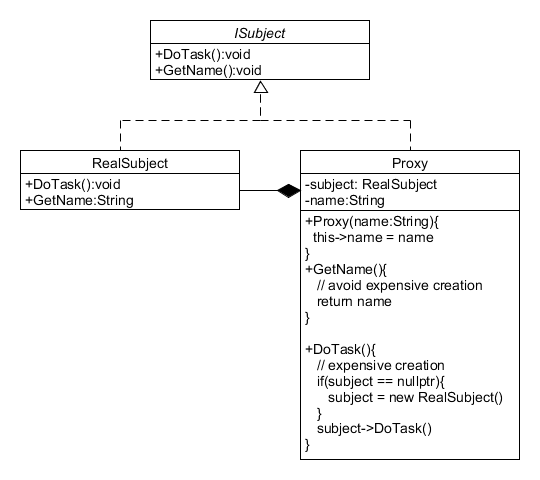 ISubject
+DoTask():void
+GetName():void
RealSubject
+DoTask():void
+GetName:String
Proxy
-subject: RealSubject
-name:String
+Proxy(name:String){
this->name = name
}
+GetName(){
// avoid expensive creation
return name
}
+DoTask(){
// expensive creation
if(subject == nullptr){
subject = new RealSubject()
}
subject->DoTask()
}